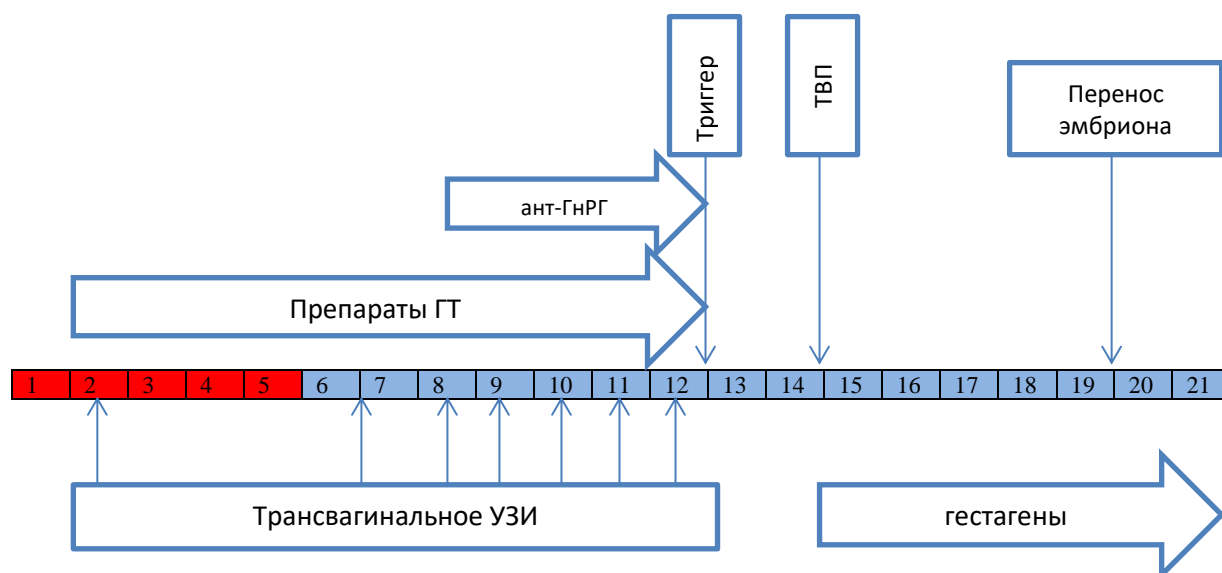 Триггер
ТВП
Перенос
эмбриона
ант-ГнРГ
Препараты ГТ
1 2 3 4 5 6 7 8 9 10 11 12 13 14 15 16 17 18 19 20 21
Трансвагинальное УЗИ
гестагены